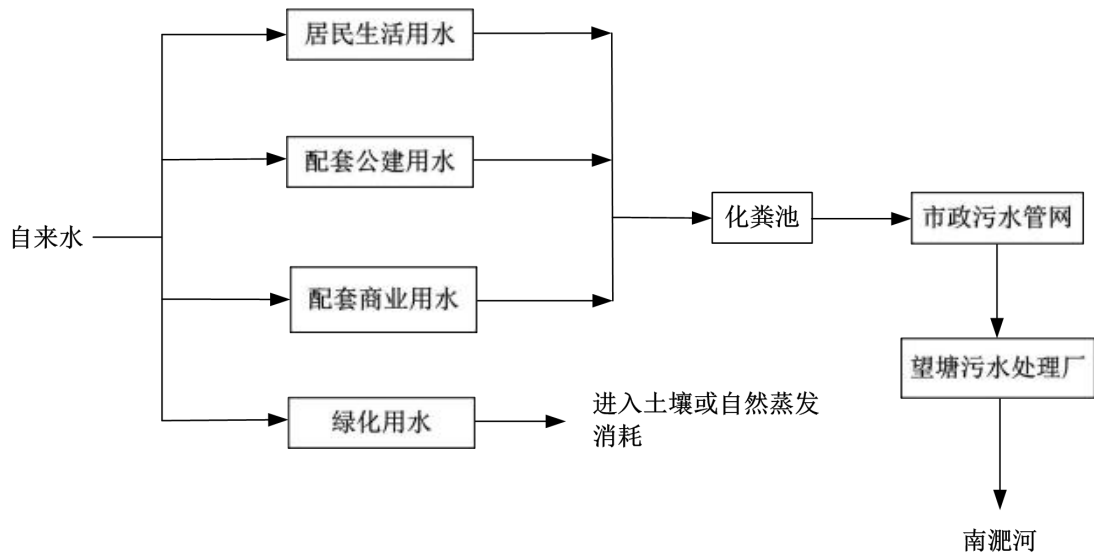 居民生活用水
配套公建用水
自来水
化粪池
市政污水管网
配套商业用水
望塘污水处理厂
绿化用水
进入土壤或自然蒸发
消耗
南淝河